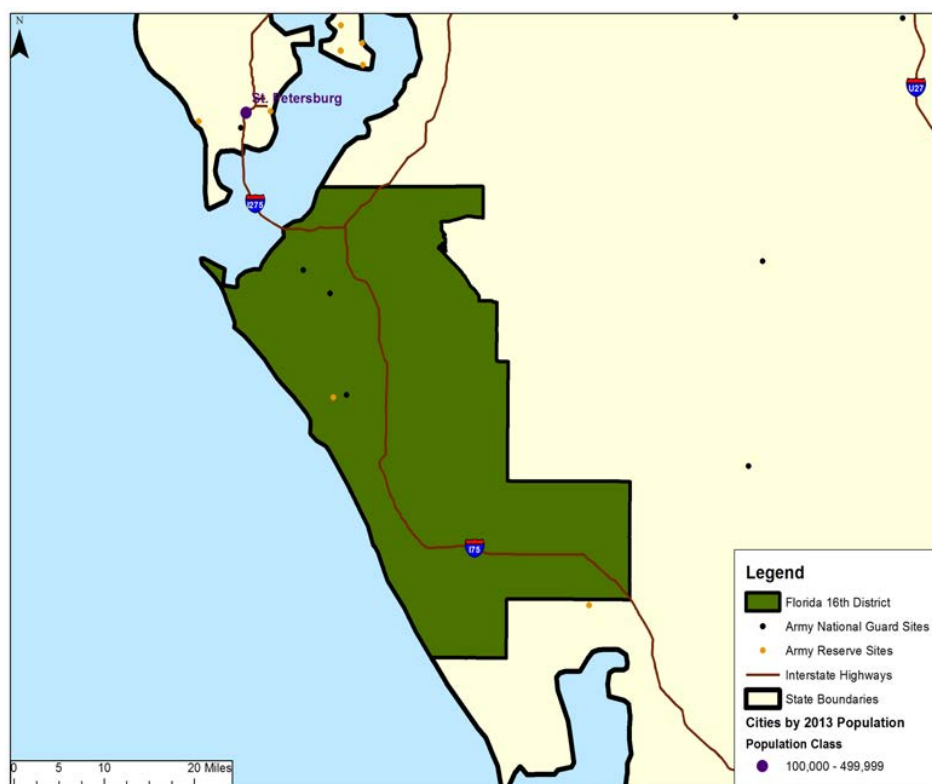 N
St. Petersburg
U27
I275
I75
Legend
Florida 16th District
Army National Guard Sites
Army Reserve Sites
Interstate Highways
State Boundaries
Cities by 2013 Population
Population Class
100,000 - 499,999
0 5 10 20 Miles